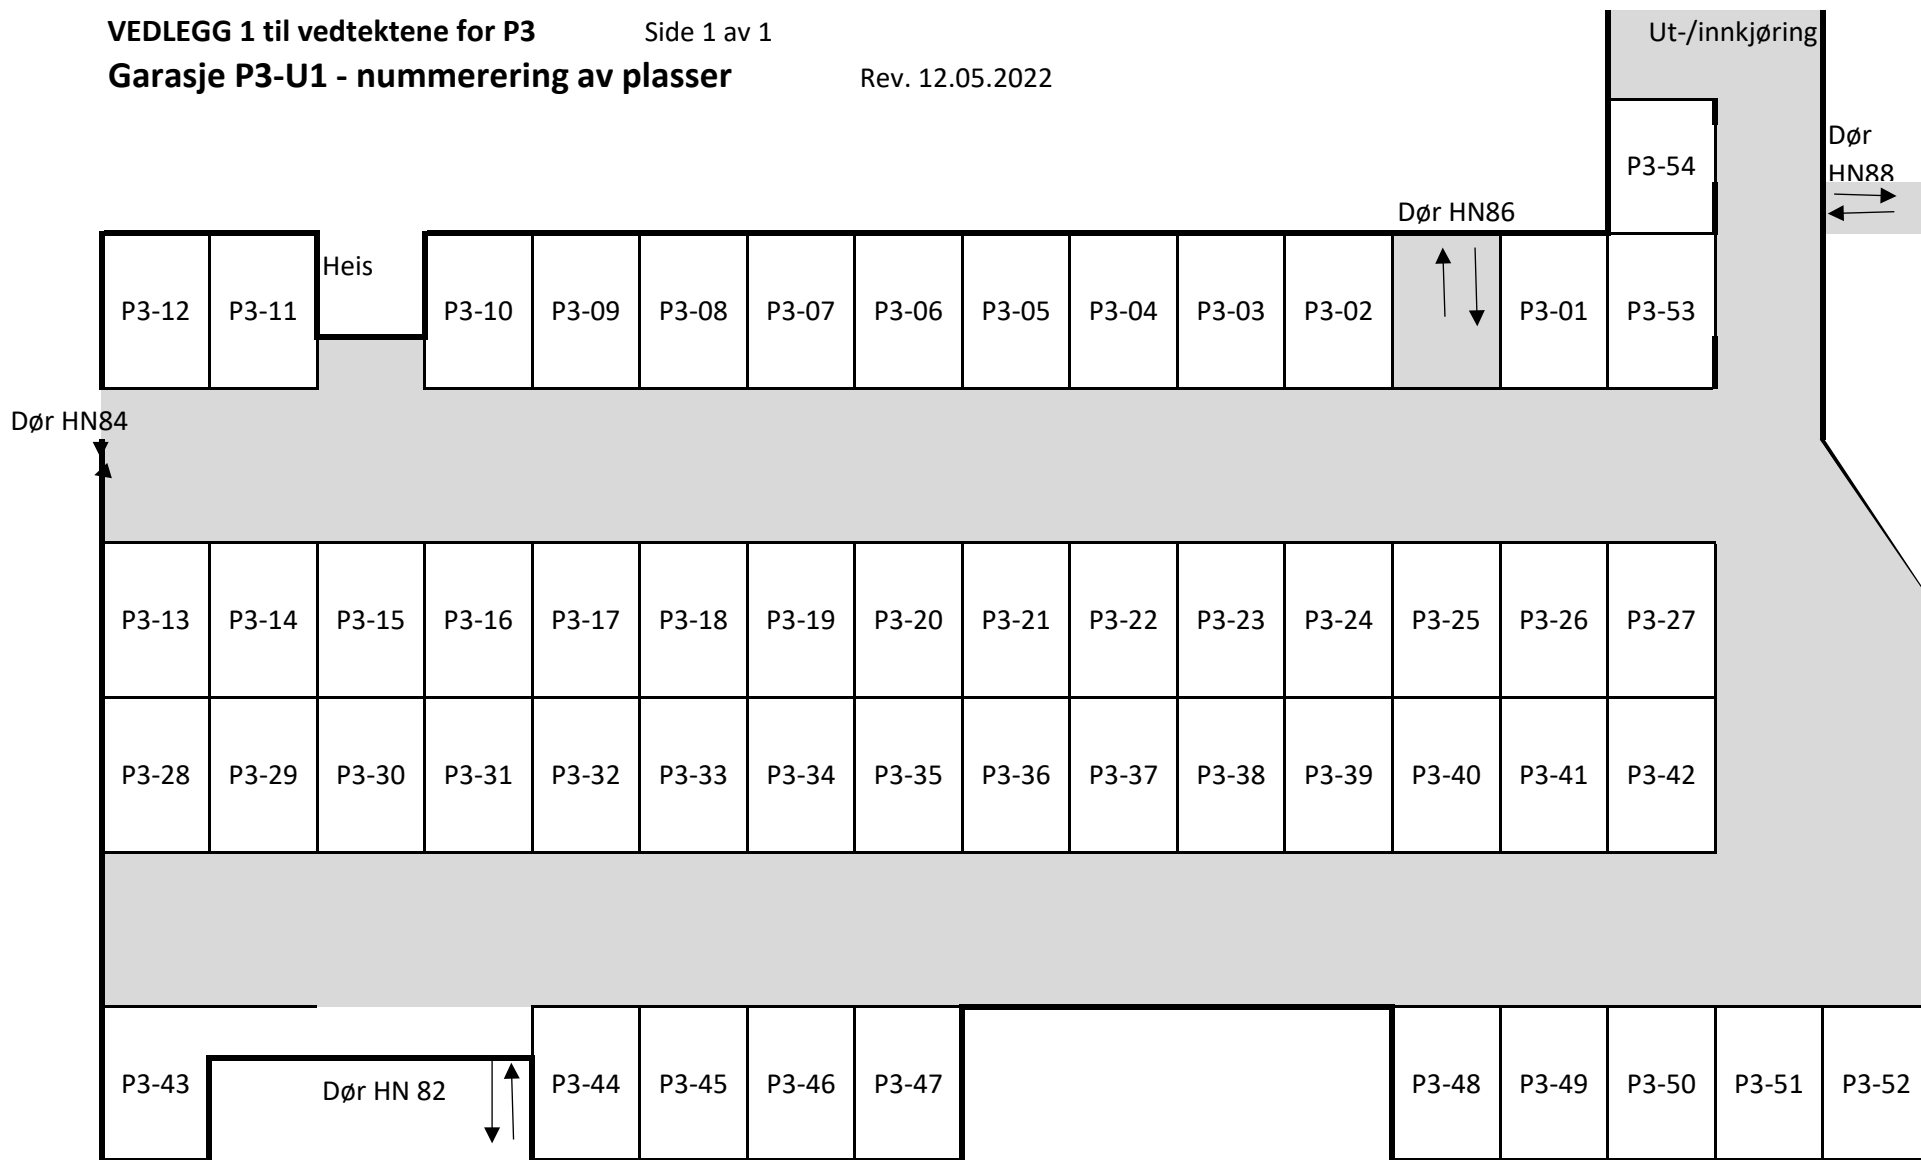 VEDLEGG 1 til vedtektene for P3 Side 1 av 1
Ut-/innkjøring
Garasje P3-U1 - nummerering av plasser Rev. 12.05.2022
Dør
HN88
P3-54
Dør HN86
Heis
P3-12 P3-11 P3-10 P3-09 P3-08 P3-07 P3-06 P3-05 P3-04 P3-03 P3-02 P3-01 P3-53
Dør HN84
P3-13 P3-14 P3-15 P3-16 P3-17 P3-18 P3-19 P3-20 P3-21 P3-22 P3-23 P3-24 P3-25 P3-26 P3-27
P3-28 P3-29 P3-30 P3-31 P3-32 P3-33 P3-34 P3-35 P3-36 P3-37 P3-38 P3-39 P3-40 P3-41 P3-42
P3-43 Dør HN 82 P3-44 P3-45 P3-46 P3-47 P3-48 P3-49 P3-50 P3-51 P3-52